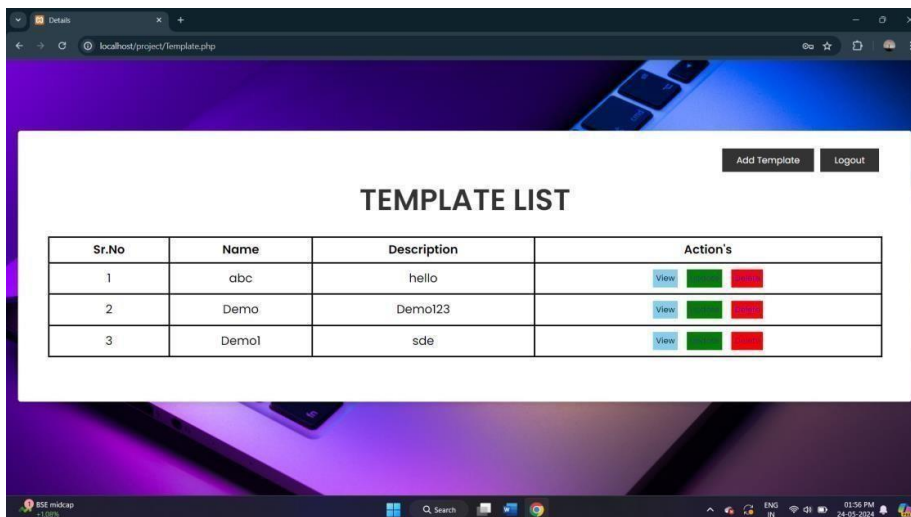 Details
localhost/project/Template.php
Add Template Logout
TEMPLATE LIST
Sr.No Name Description Action's
1 abc hello View
2 Demo Demo123 View
3 Demo1 sde View
BSE midcap
+1.08%
Search
ENG
IN
01:56 PM
24-05-2024